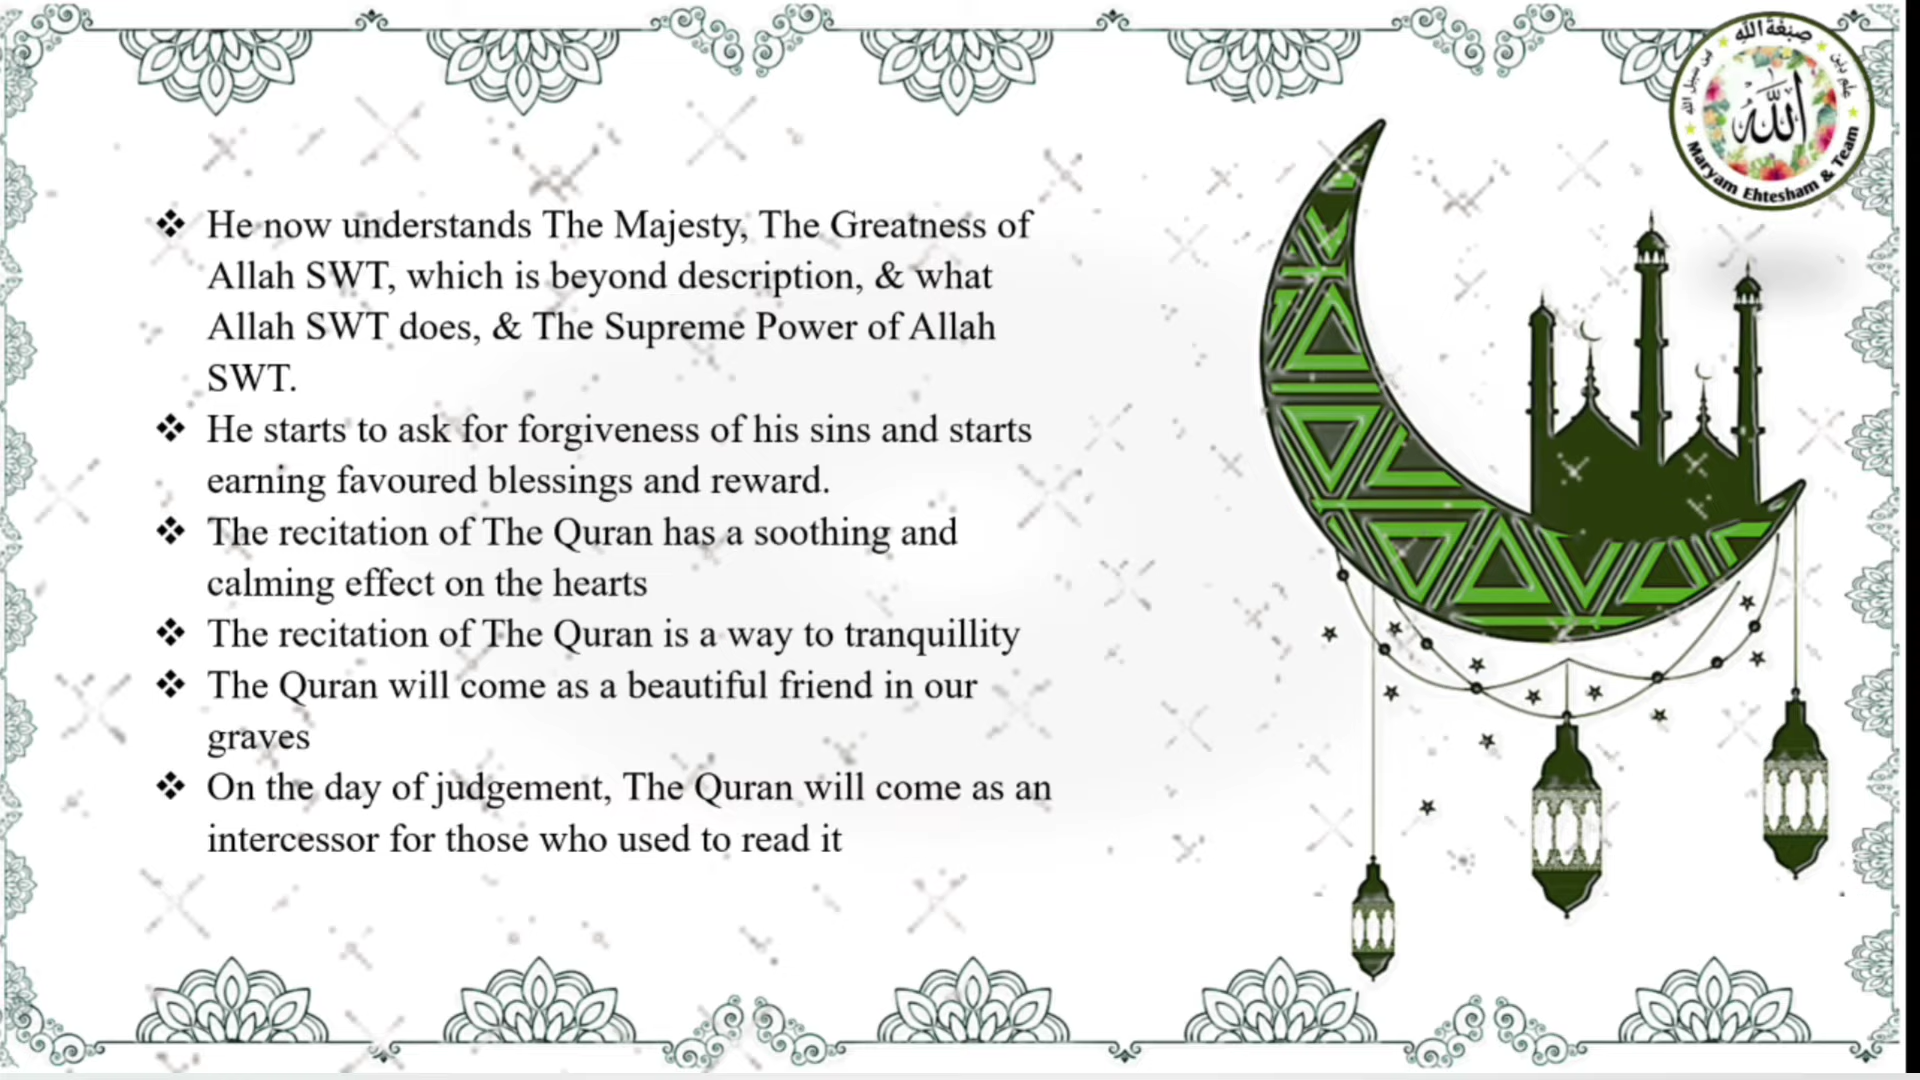 ❖ He now understands The Majesty, The Greatness of
Allah SWT, which is beyond description, & what
Allah SWT does, & The Supreme Power of Allah
SWT.
❖ He starts to ask for forgiveness of his sins and starts
earning favoured blessings and reward.
❖ The recitation of The Quran has a soothing and
calming effect on the hearts
❖ The recitation of The Quran is a way to tranquillity
❖ The Quran will come as a beautiful friend in our
graves
❖ On the day of judgement, The Quran will come as an
intercessor for those who used to read it
صبغة الله
الله
Maryam Ehtesham & Team